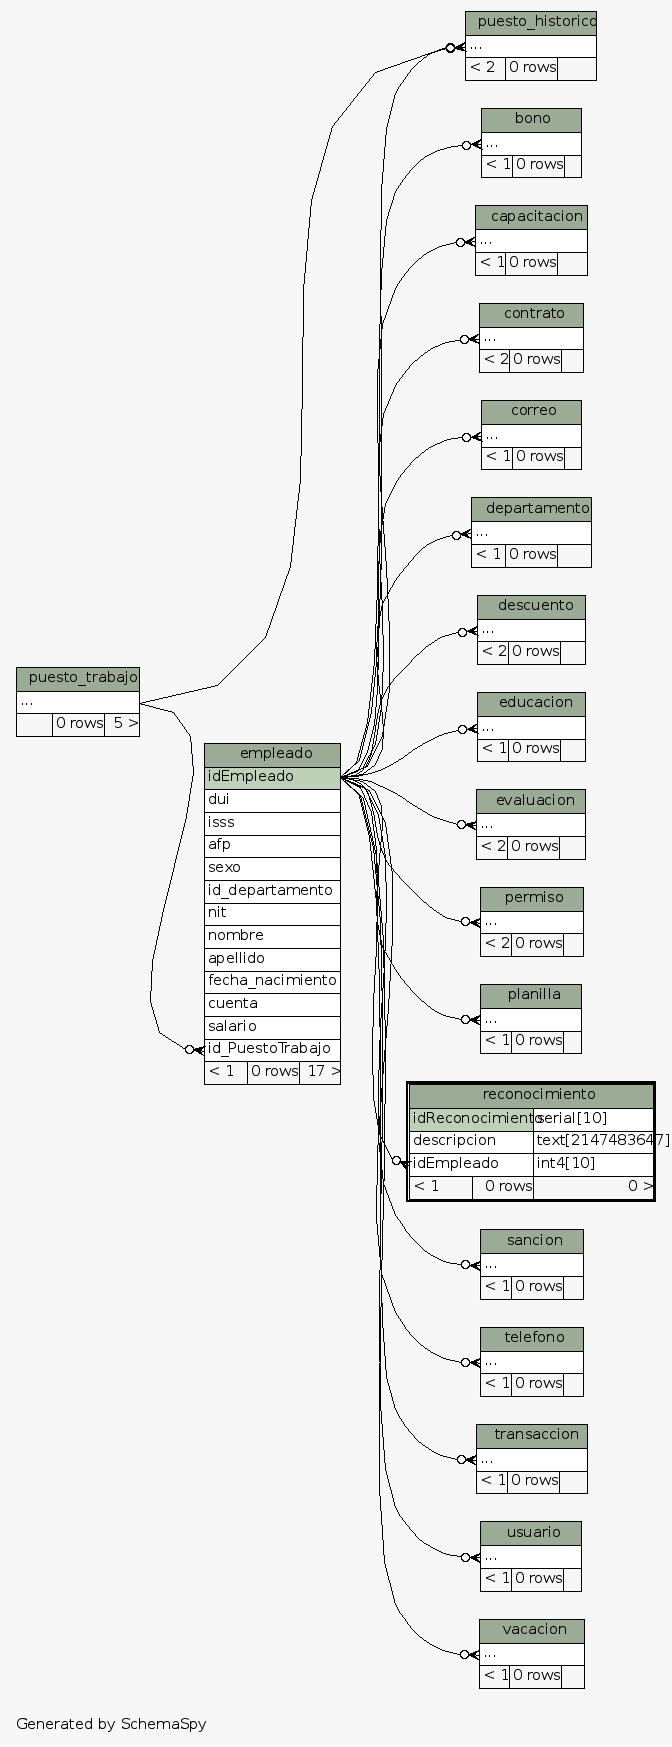 puesto_historico
...
< 2 0 rows
bono
...
< 1 0 rows
capacitacion
...
< 1 0 rows
contrato
...
< 2 0 rows
correo
...
< 1 0 rows
departamento
...
< 1 0 rows
descuento
...
< 2 0 rows
puesto_trabajo
...
0 rows 5 >
educacion
...
< 1 0 rows
empleado
idEmpleado
dui
isss
afp
sexo
id_departamento
nit
nombre
apellido
fecha_nacimiento
cuenta
salario
id_PuestoTrabajo
< 1 0 rows 17 >
evaluacion
...
< 2 0 rows
permiso
...
< 2 0 rows
planilla
...
< 1 0 rows
reconocimiento
idReconocimiento serial[10]
descripcion text[2147483647]
idEmpleado int4[10]
< 1 0 rows 0 >
sancion
...
< 1 0 rows
telefono
...
< 1 0 rows
transaccion
...
< 1 0 rows
usuario
...
< 1 0 rows
vacacion
...
< 1 0 rows
Generated by SchemaSpy